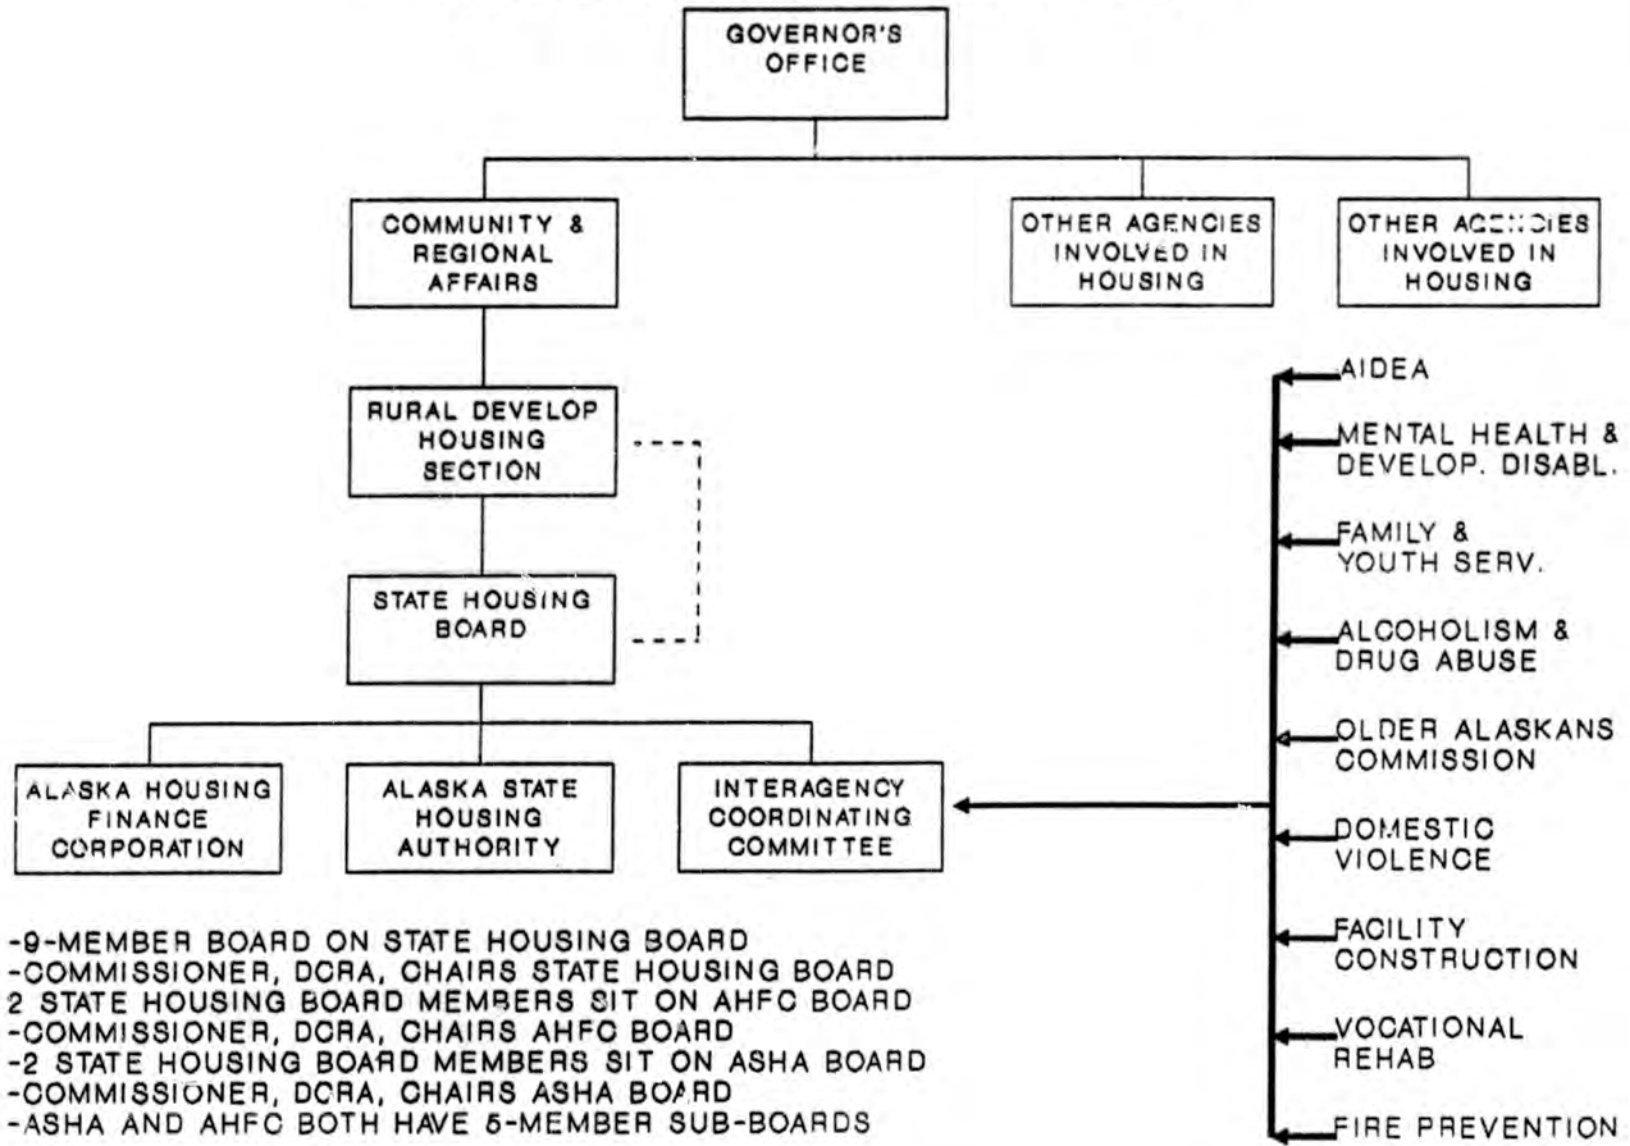 GOVERNOR'S
OFFICE
COMMUNITY &
REGIONAL
AFFAIRS
OTHER AGENCIES
INVOLVED IN
HOUSING
OTHER AGENCIES
INVOLVED IN
HOUSING
RURAL DEVELOP
HOUSING
SECTION
STATE HOUSING
BOARD
ALASKA HOUSING
FINANCE
CORPORATION
ALASKA STATE
HOUSING
AUTHORITY
INTERAGENCY
COORDINATING
COMMITTEE
AIDEA
MENTAL HEALTH &
DEVELOP. DISABL.
FAMILY &
YOUTH SERV.
ALCOHOLISM &
DRUG ABUSE
OLDER ALASKANS
COMMISSION
DOMESTIC
VIOLENCE
FACILITY
CONSTRUCTION
VOCATIONAL
REHAB
FIRE PREVENTION
-9-MEMBER BOARD ON STATE HOUSING BOARD
-COMMISSIONER, DCRA, CHAIRS STATE HOUSING BOARD
2 STATE HOUSING BOARD MEMBERS SIT ON AHFC BOARD
-COMMISSIONER, DCRA, CHAIRS AHFC BOARD
-2 STATE HOUSING BOARD MEMBERS SIT ON ASHA BOARD
-COMMISSIONER, DCRA, CHAIRS ASHA BOARD
-ASHA AND AHFC BOTH HAVE 5-MEMBER SUB-BOARDS